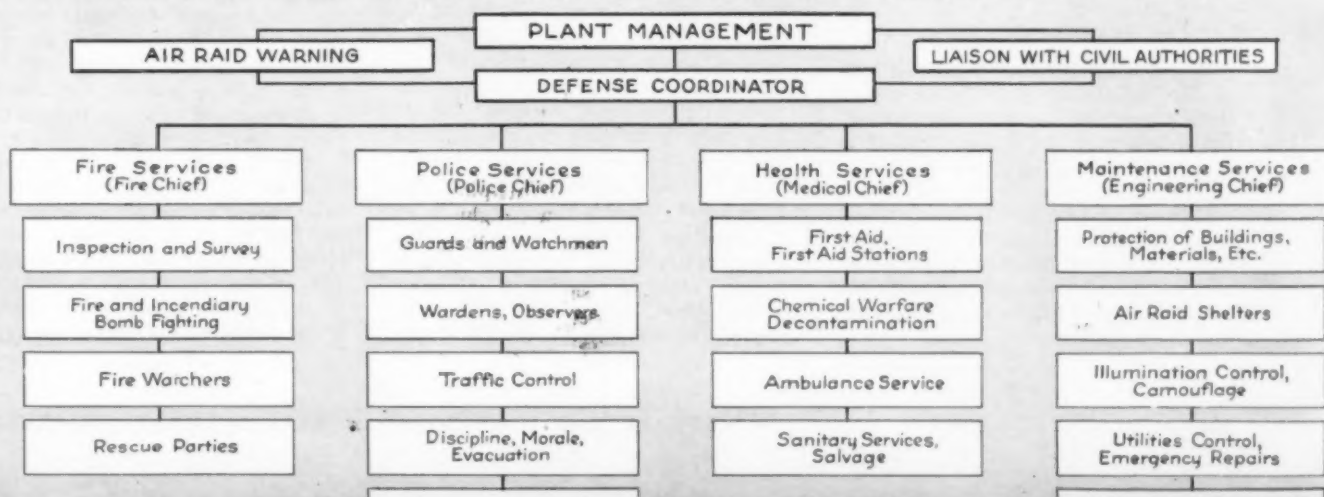 PLANT MANAGEMENT
AIR RAID WARNING
LIAISON WITH CIVIL AUTHORITIES
DEFENSE COORDINATOR
Fire Services
(Fire Chief)
Inspection and Survey
Fire and Incendiary
Bomb Fighting
Fire Warchers
Rescue Parties
Police Services
(Police Chief)
Guards and Watchmen
Wardens, Observers
Traffic Control
Discipline, Morale,
Evacuation
Health Services
(Medical Chief)
First Aid,
First Aid Stations
Chemical Warfare
Decontamination
Ambulance Service
Sanitary Services,
Salvage
Maintenance Services
(Engineering Chief)
Protection of Buildings,
Materials, Etc.
Air Raid Shelters
Illumination Control,
Camouflage
Utilities Control,
Emergency Repairs